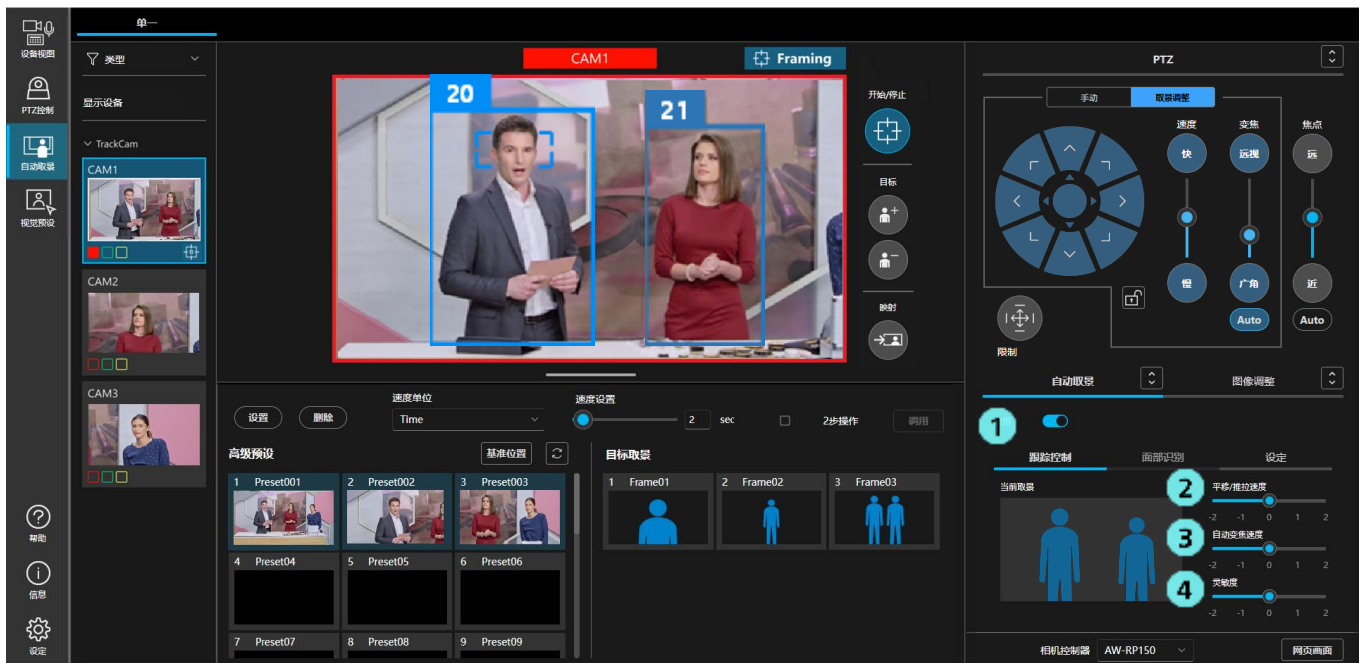 单一
设备视图
PTZ控制
自动取景
视觉预设
帮助
信息
设定
类型
显示设备
TrackCam
CAM1
CAM2
CAM3
CAM1
Framing
20
21
开始/停止
目标
映射
PTZ
手动
取景调整
速度
变焦
焦点
快
远摄
远
慢
广角
近
Auto
Auto
限制
设置
删除
速度单位
Time
速度设置
2
sec
2步操作
调用
高级预设
基准位置
1 Preset001
2 Preset002
3 Preset003
4 Preset04
5 Preset05
6 Preset06
7 Preset07
8 Preset08
9 Preset09
目标取景
1 Frame01
2 Frame02
3 Frame03
自动取景
图像调整
1
跟踪控制
面部识别
设定
当前取景
2
平移/推拉速度
-2 -1 0 1 2
3
自动变焦速度
-2 -1 0 1 2
4
灵敏度
-2 -1 0 1 2
相机控制器
AW-RP150
网页画面